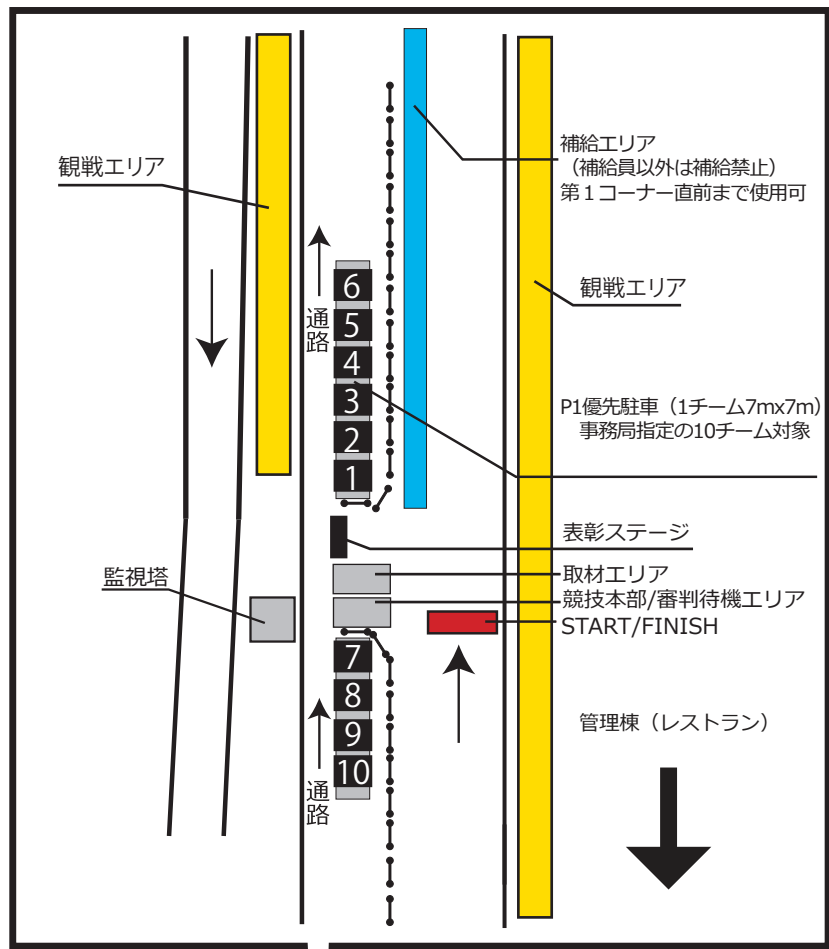 補給エリア
（補給員以外は補給禁止）
第１コーナー直前まで使用可
観戦エリア
観戦エリア
通路
6
5
4
3
2
1
P1優先駐車（1チーム7mx7m）
事務局指定の10チーム対象
表彰ステージ
取材エリア
監視塔
競技本部/審判待機エリア
START/FINISH
7
8
9
10
通路
管理棟（レストラン）